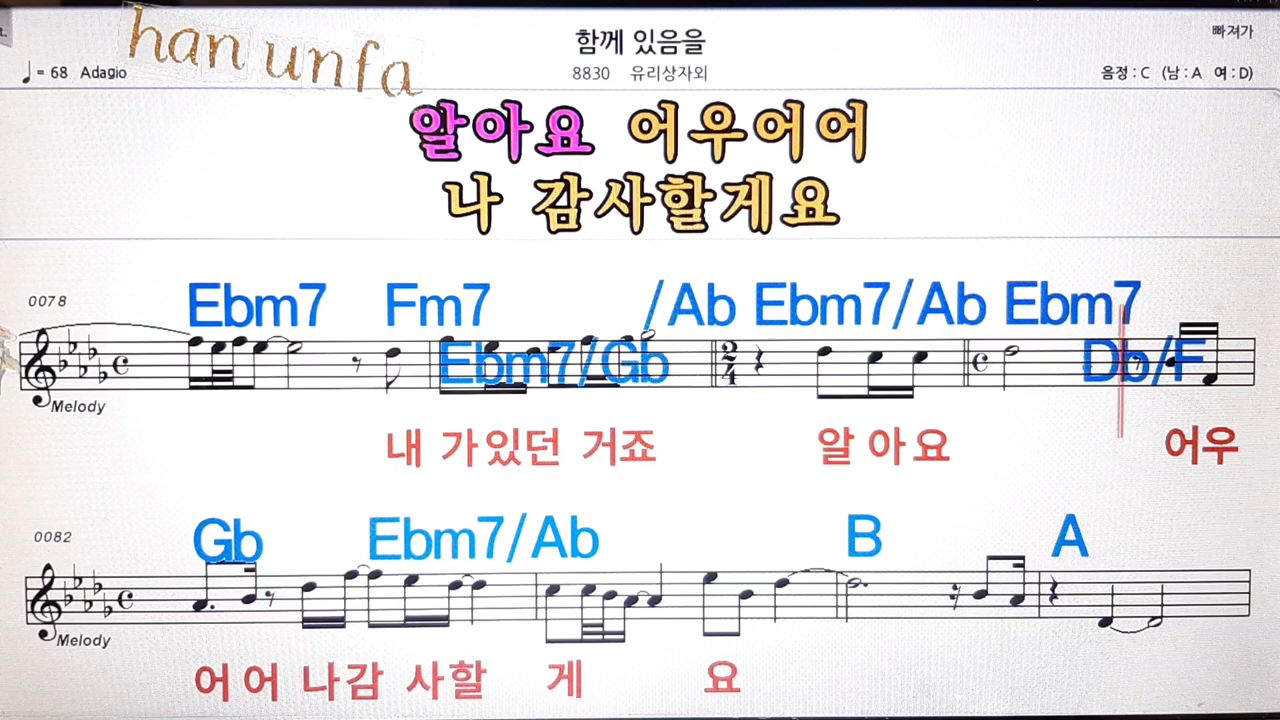 han unfa
함께 있음을
빠져가
♩= 68 Adagio
8830 유리상자외
음정 : C (남 : A 여 : D)
알아요 어우어어
나 감사할게요
0078
Ebm7 Fm7 /Ab Ebm7/Ab Ebm7
Ebm7/Gb Db/F
2/4
Melody
내 가있던 거죠 알 아요 어우
0082
Gb Ebm7/Ab B A
Melody
어 어 나감 사할 게 요